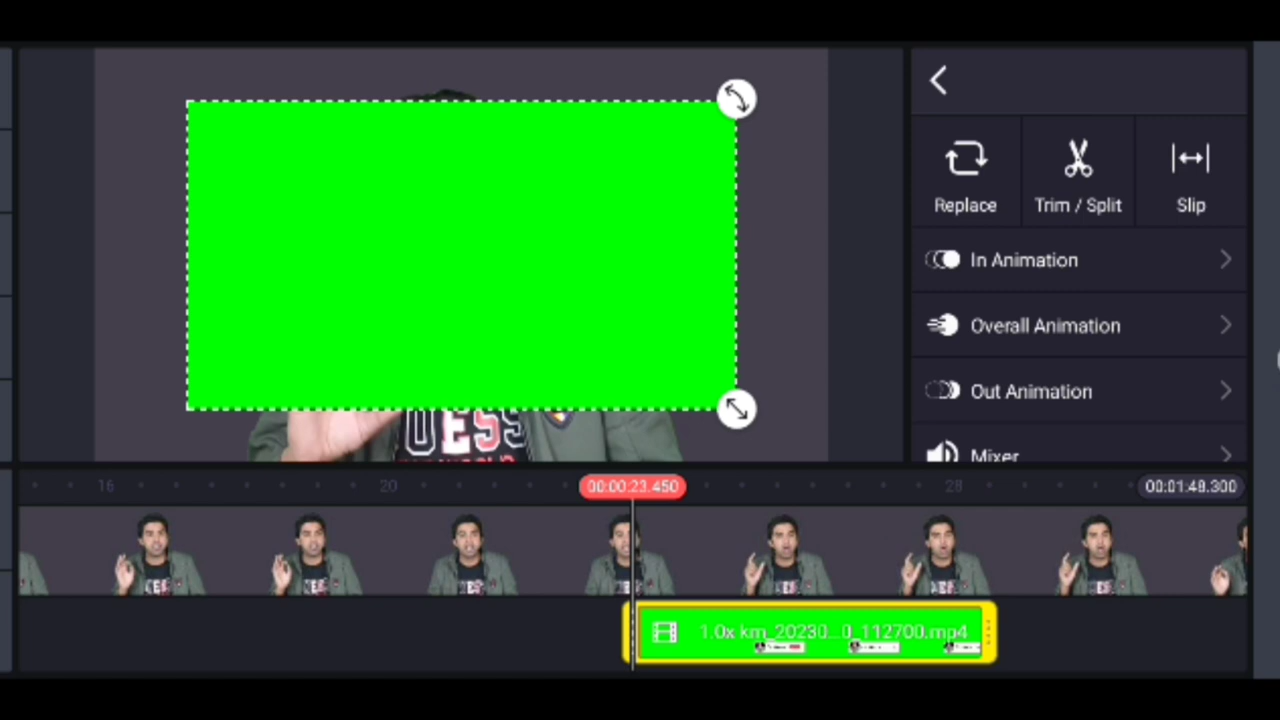 Replace
Trim / Split
Slip
In Animation
Overall Animation
Out Animation
Mixer
DESS
16
20
00:00:23.450
28
00:01:48.300
1.0x km_20230...0_112700.mp4